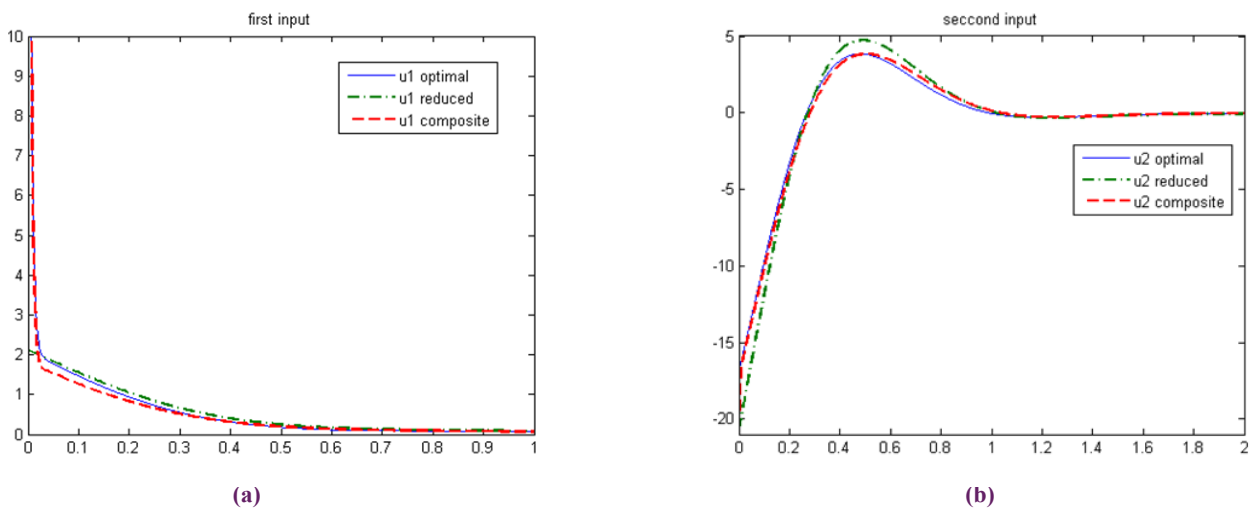 first input
10
9
8
7
6
5
4
3
2
1
0
0 0.1 0.2 0.3 0.4 0.5 0.6 0.7 0.8 0.9 1
u1 optimal
u1 reduced
u1 composite
(a)
seccond input
5
0
-5
-10
-15
-20
0 0.2 0.4 0.6 0.8 1 1.2 1.4 1.6 1.8 2
u2 optimal
u2 reduced
u2 composite
(b)